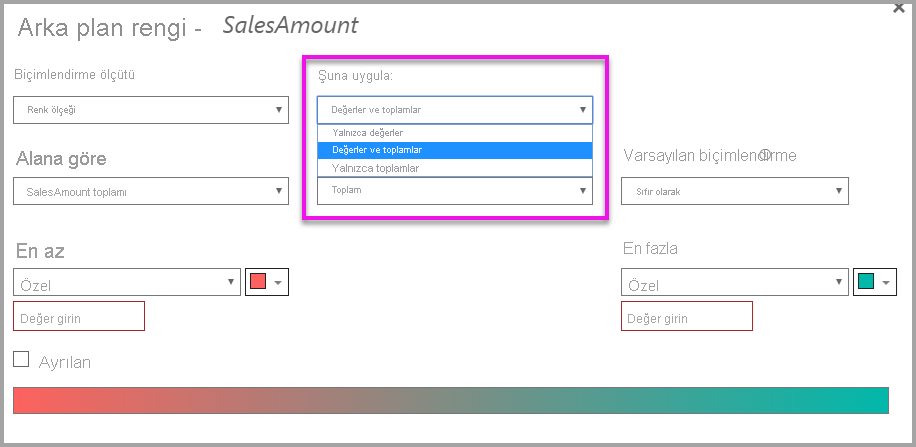 Arka plan rengi - SalesAmount
Biçimlendirme ölçütü
Şuna uygula:
Renk ölçeği
Değerler ve toplamlar
Yalnızca değerler
Değerler ve toplamlar
Yalnızca toplamlar
Alana göre
Varsayılan biçimlendirme
SalesAmount toplamı
Toplam
Sıfır olarak
En az
En fazla
Özel
Özel
Değer girin
Değer girin
Ayrılan